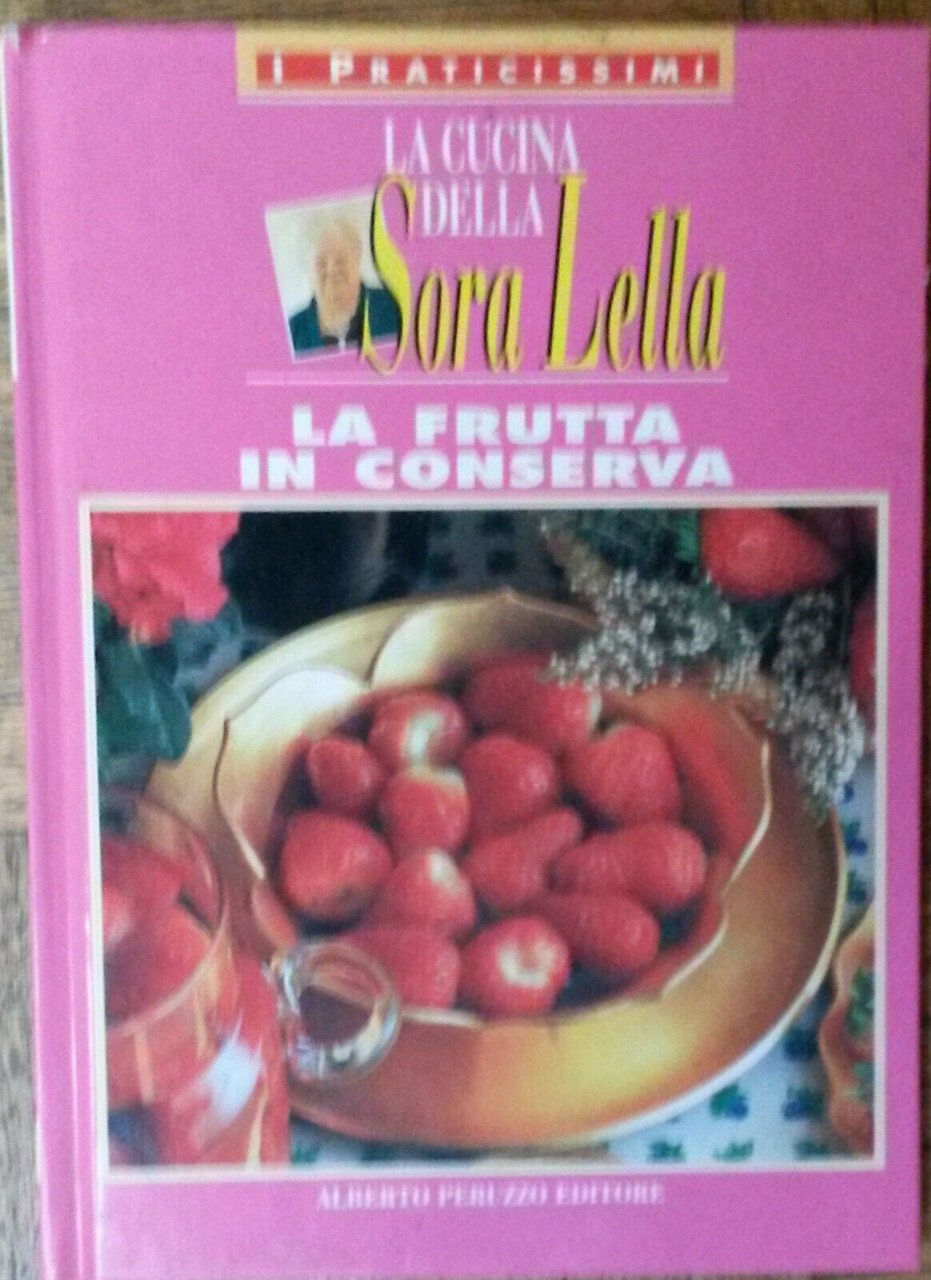 I PRATICISSIMI
LA CUCINA
DELLA
Sora Lella
LA FRUTTA
IN CONSERVA
ALBERTO PERUZZO EDITORE